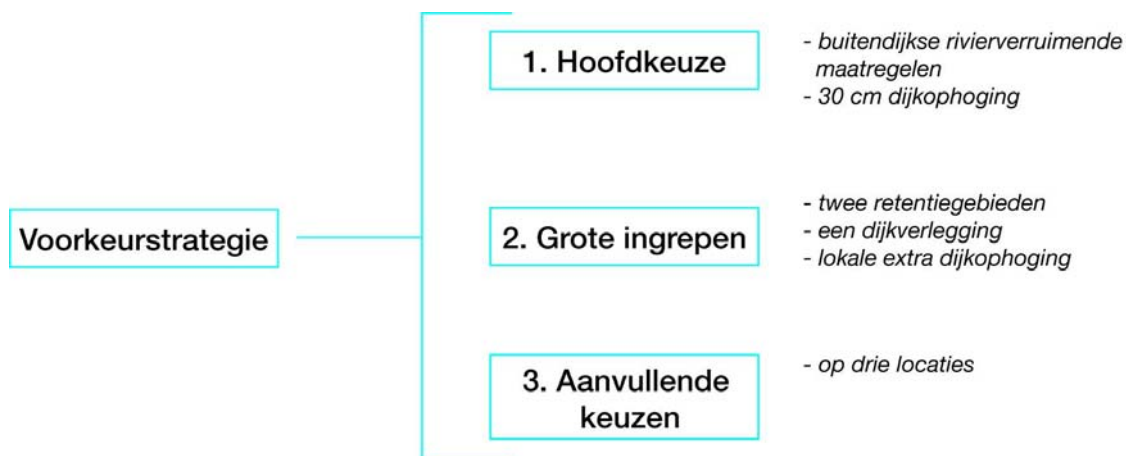 Voorkeurstrategie
1. Hoofdkeuze
- buitendijkse rivierverruimende
maatregelen
- 30 cm dijkophoging
2. Grote ingrepen
- twee retentiegebieden
- een dijkverlegging
- lokale extra dijkophoging
3. Aanvullende
keuzen
- op drie locaties